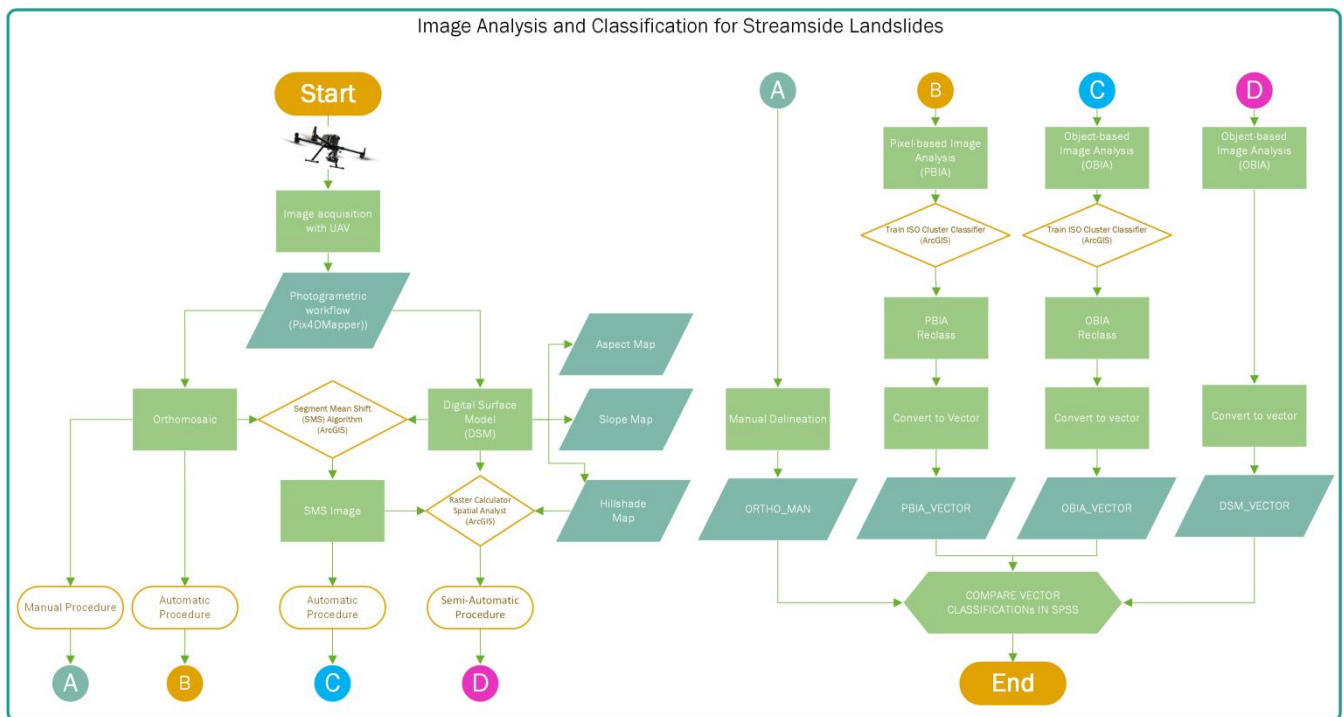 Image Analysis and Classification for Streamside Landslides
Start
Image acquisition
with UAV
Photogrametric
workflow
(Pix4DMapper))
Orthomosaic
Segment Mean Shift
(SMS) Algorithm
(ArcGIS)
Digital Surface
Model
(DSM)
Aspect Map
Slope Map
Hillshade
Map
SMS Image
Raster Calculator
Spatial Analyst
(ArcGIS)
Manual Procedure
Automatic
Procedure
Automatic
Procedure
Semi-Automatic
Procedure
A
B
C
D
A
B
C
D
Manual Delineation
ORTHO_MAN
Pixel-based Image
Analysis
(PBIA)
Train ISO Cluster Classifier
(ArcGIS)
PBIA
Reclass
Convert to Vector
PBIA_VECTOR
Object-based
Image Analysis
(OBIA)
Train ISO Cluster Classifier
(ArcGIS)
OBIA
Reclass
Convert to vector
OBIA_VECTOR
Object-based
Image Analysis
(OBIA)
Convert to vector
DSM_VECTOR
COMPARE VECTOR
CLASSIFICATIONs IN SPSS
End